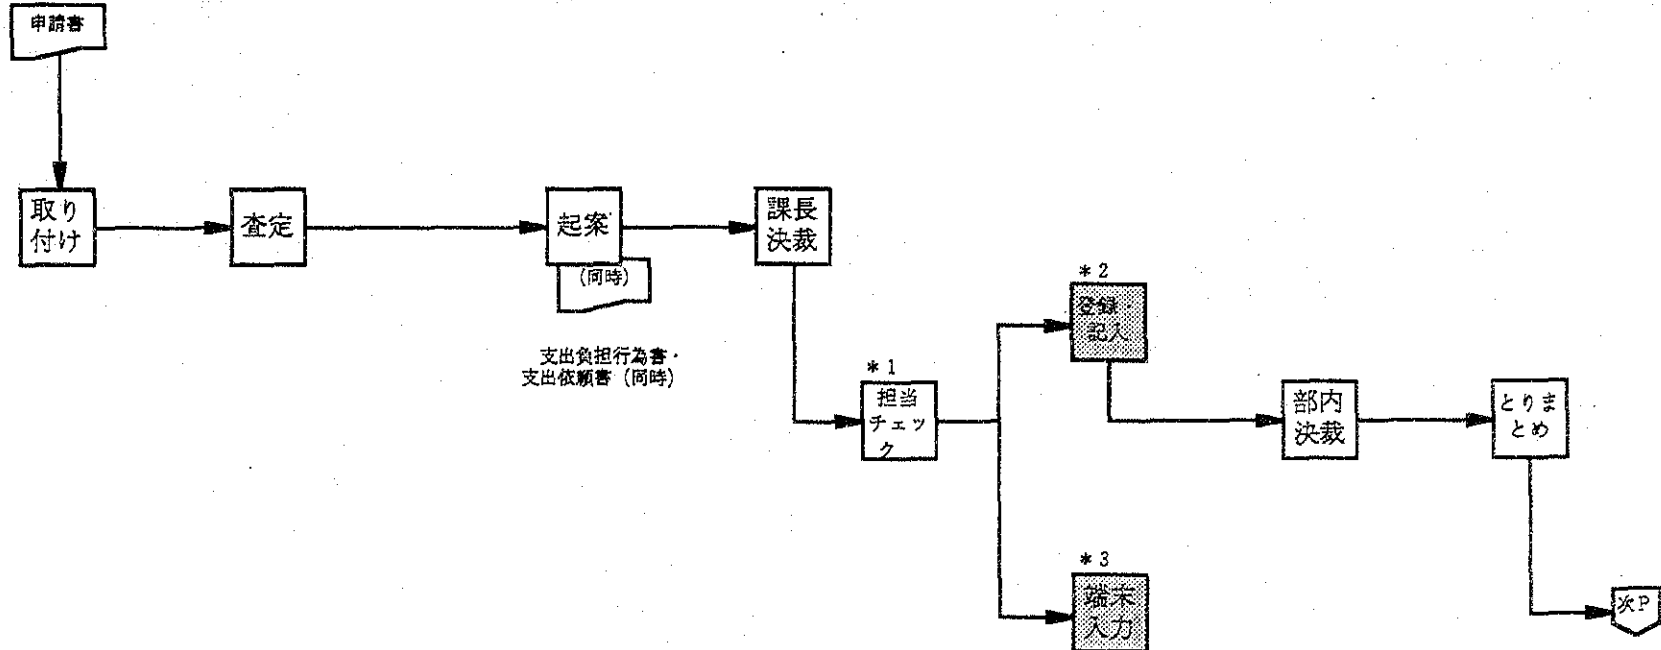 申請書
取り
付け
査定
起案
(同時)
支出負担行為書・
支出依頼書 (同時)
課長
決裁
*1
担当
チェッ
ク
*2
登録・
記入
*3
端末
入力
部内
決裁
とりま
とめ
次P